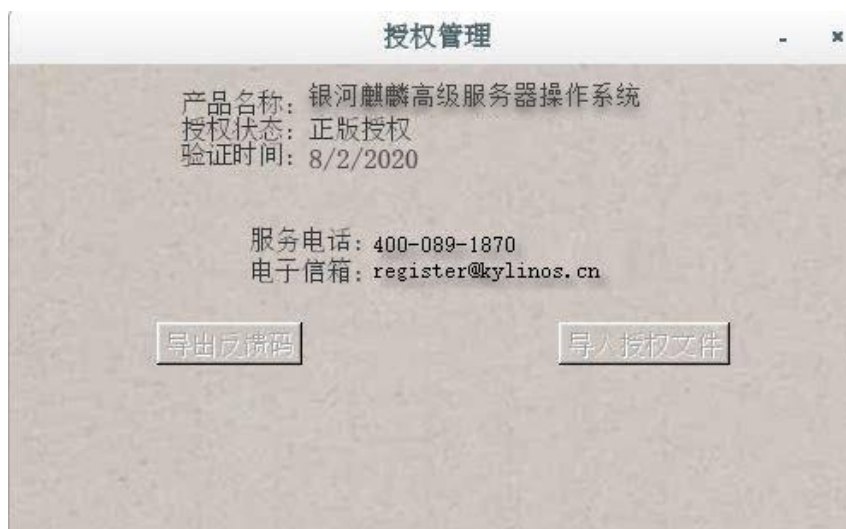 授权管理
产品名称：银河麒麟高级服务器操作系统
授权状态：正版授权
验证时间：8/2/2020
服务电话：400-089-1870
电子信箱：register@kylinos.cn
导出反馈码 导入授权文件